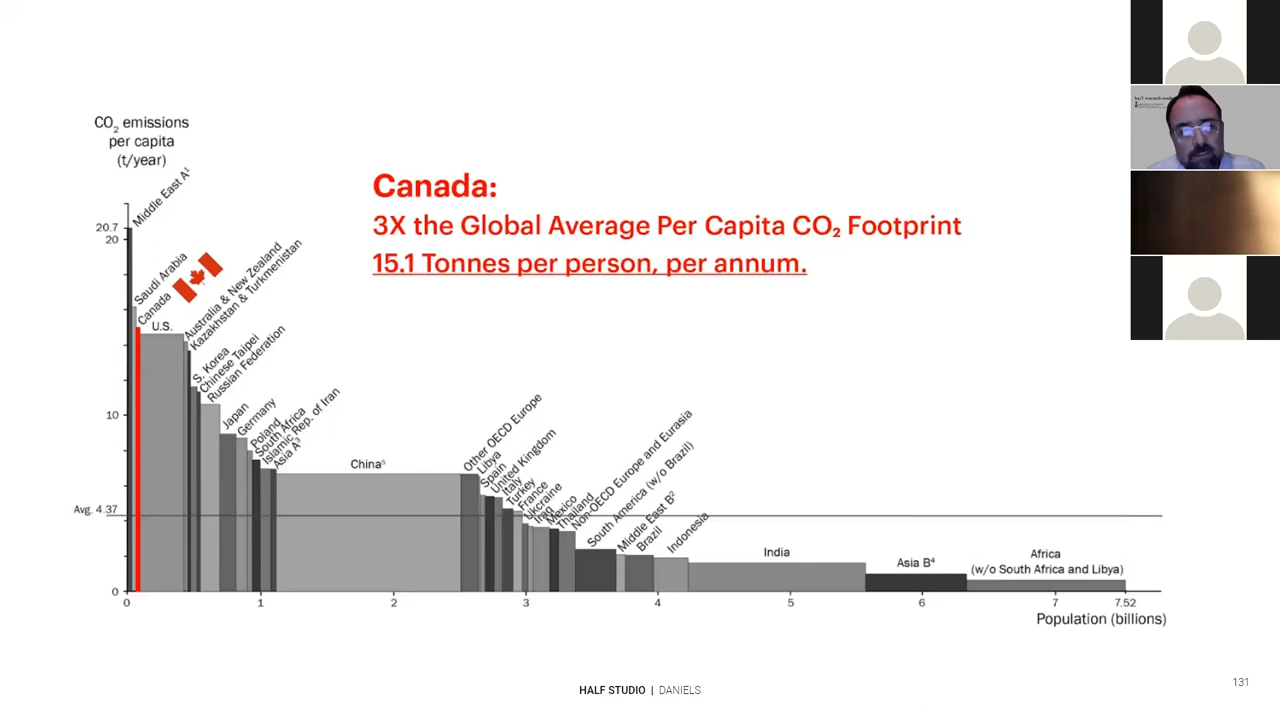 CO₂ emissions
per capita
(t/year)
Canada:
3X the Global Average Per Capita CO₂ Footprint
15.1 Tonnes per person, per annum.
20.7
20
10
Avg. 4.37
0
Middle East A¹
Saudi Arabia
Canada
U.S.
Australia & New Zealand
Kazakhstan & Turkmenistan
S. Korea
Chinese Taipei
Russian Federation
Japan
Germany
Poland
South Africa
Islamic Rep. of Iran
Asia A³
China⁵
Other OECD Europe
Libya
Spain
United Kingdom
Italy
Turkey
France
Ukraine
Iraq
Mexico
Thailand
Non-OECD Europe and Eurasia
South America (w/o Brazil)
Middle East B²
Brazil
Indonesia
India
Asia B⁴
Africa
(w/o South Africa and Libya)
0
1
2
3
4
5
6
7
7.52
Population (billions)
HALF STUDIO | DANIELS
131